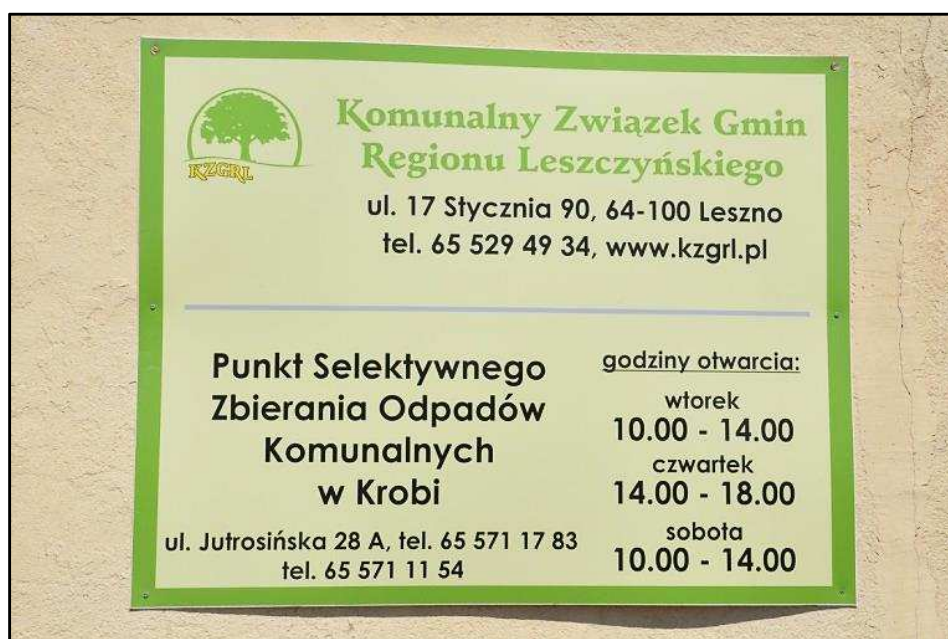 KZGRL
Komunalny Związek Gmin
Regionu Leszczyńskiego
ul. 17 Stycznia 90, 64-100 Leszno
tel. 65 529 49 34, www.kzgrl.pl
Punkt Selektywnego
Zbierania Odpadów
Komunalnych
w Krobi
ul. Jutrosińska 28 A, tel. 65 571 17 83
tel. 65 571 11 54
godziny otwarcia:
wtorek
10.00 - 14.00
czwartek
14.00 - 18.00
sobota
10.00 - 14.00